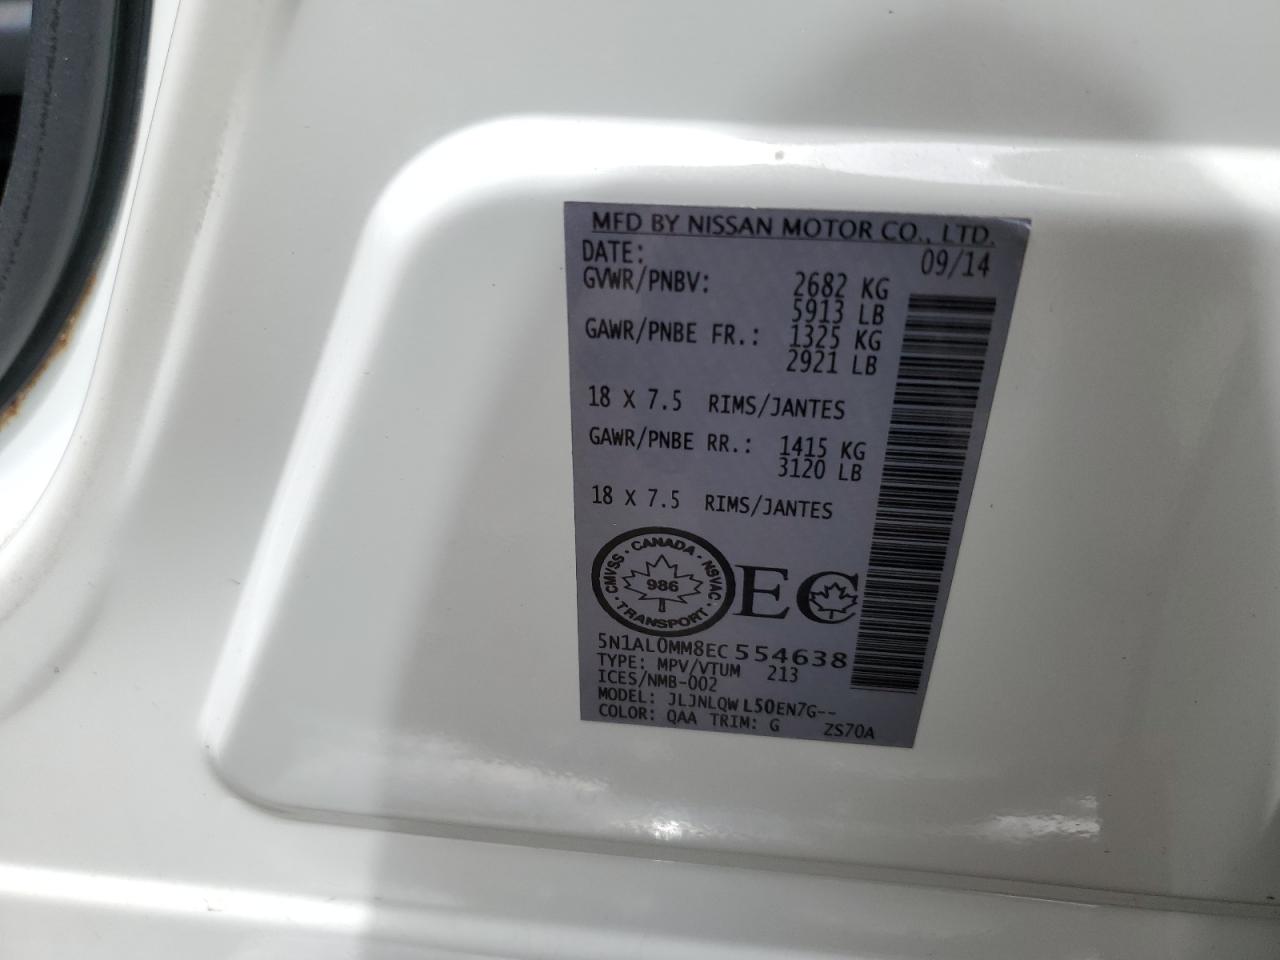 MFD BY NISSAN MOTOR CO., LTD.
DATE: 09/14
GVWR/PNBV: 2682 KG
5913 LB
GAWR/PNBE FR.: 1325 KG
2921 LB
18 X 7.5 RIMS/JANTES
GAWR/PNBE RR.: 1415 KG
3120 LB
18 X 7.5 RIMS/JANTES
CMVSS · CANADA · NSVAC · TRANSPORT ·
986
EC
5N1AL0MM8EC554638
TYPE: MPV/VTUM 213
ICES/NMB-002
MODEL: JLJNLQWL50EN7G--
COLOR: QAA TRIM: G ZS70A